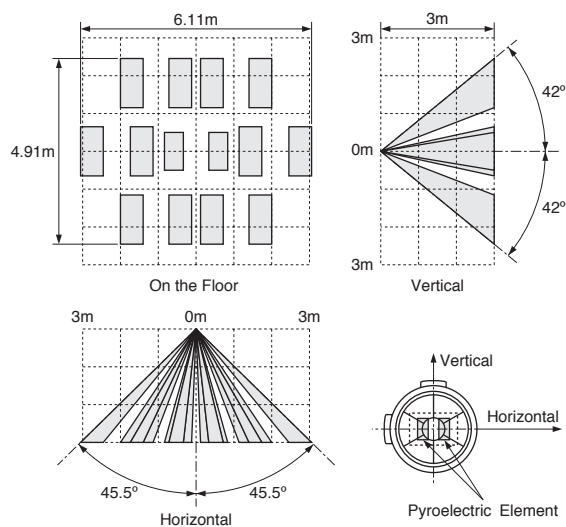 6.11m
4.91m
On the Floor
3m
3m
0m
3m
42º
42º
Vertical
3m
0m
3m
45.5º
45.5º
Horizontal
Vertical
Horizontal
Pyroelectric Element